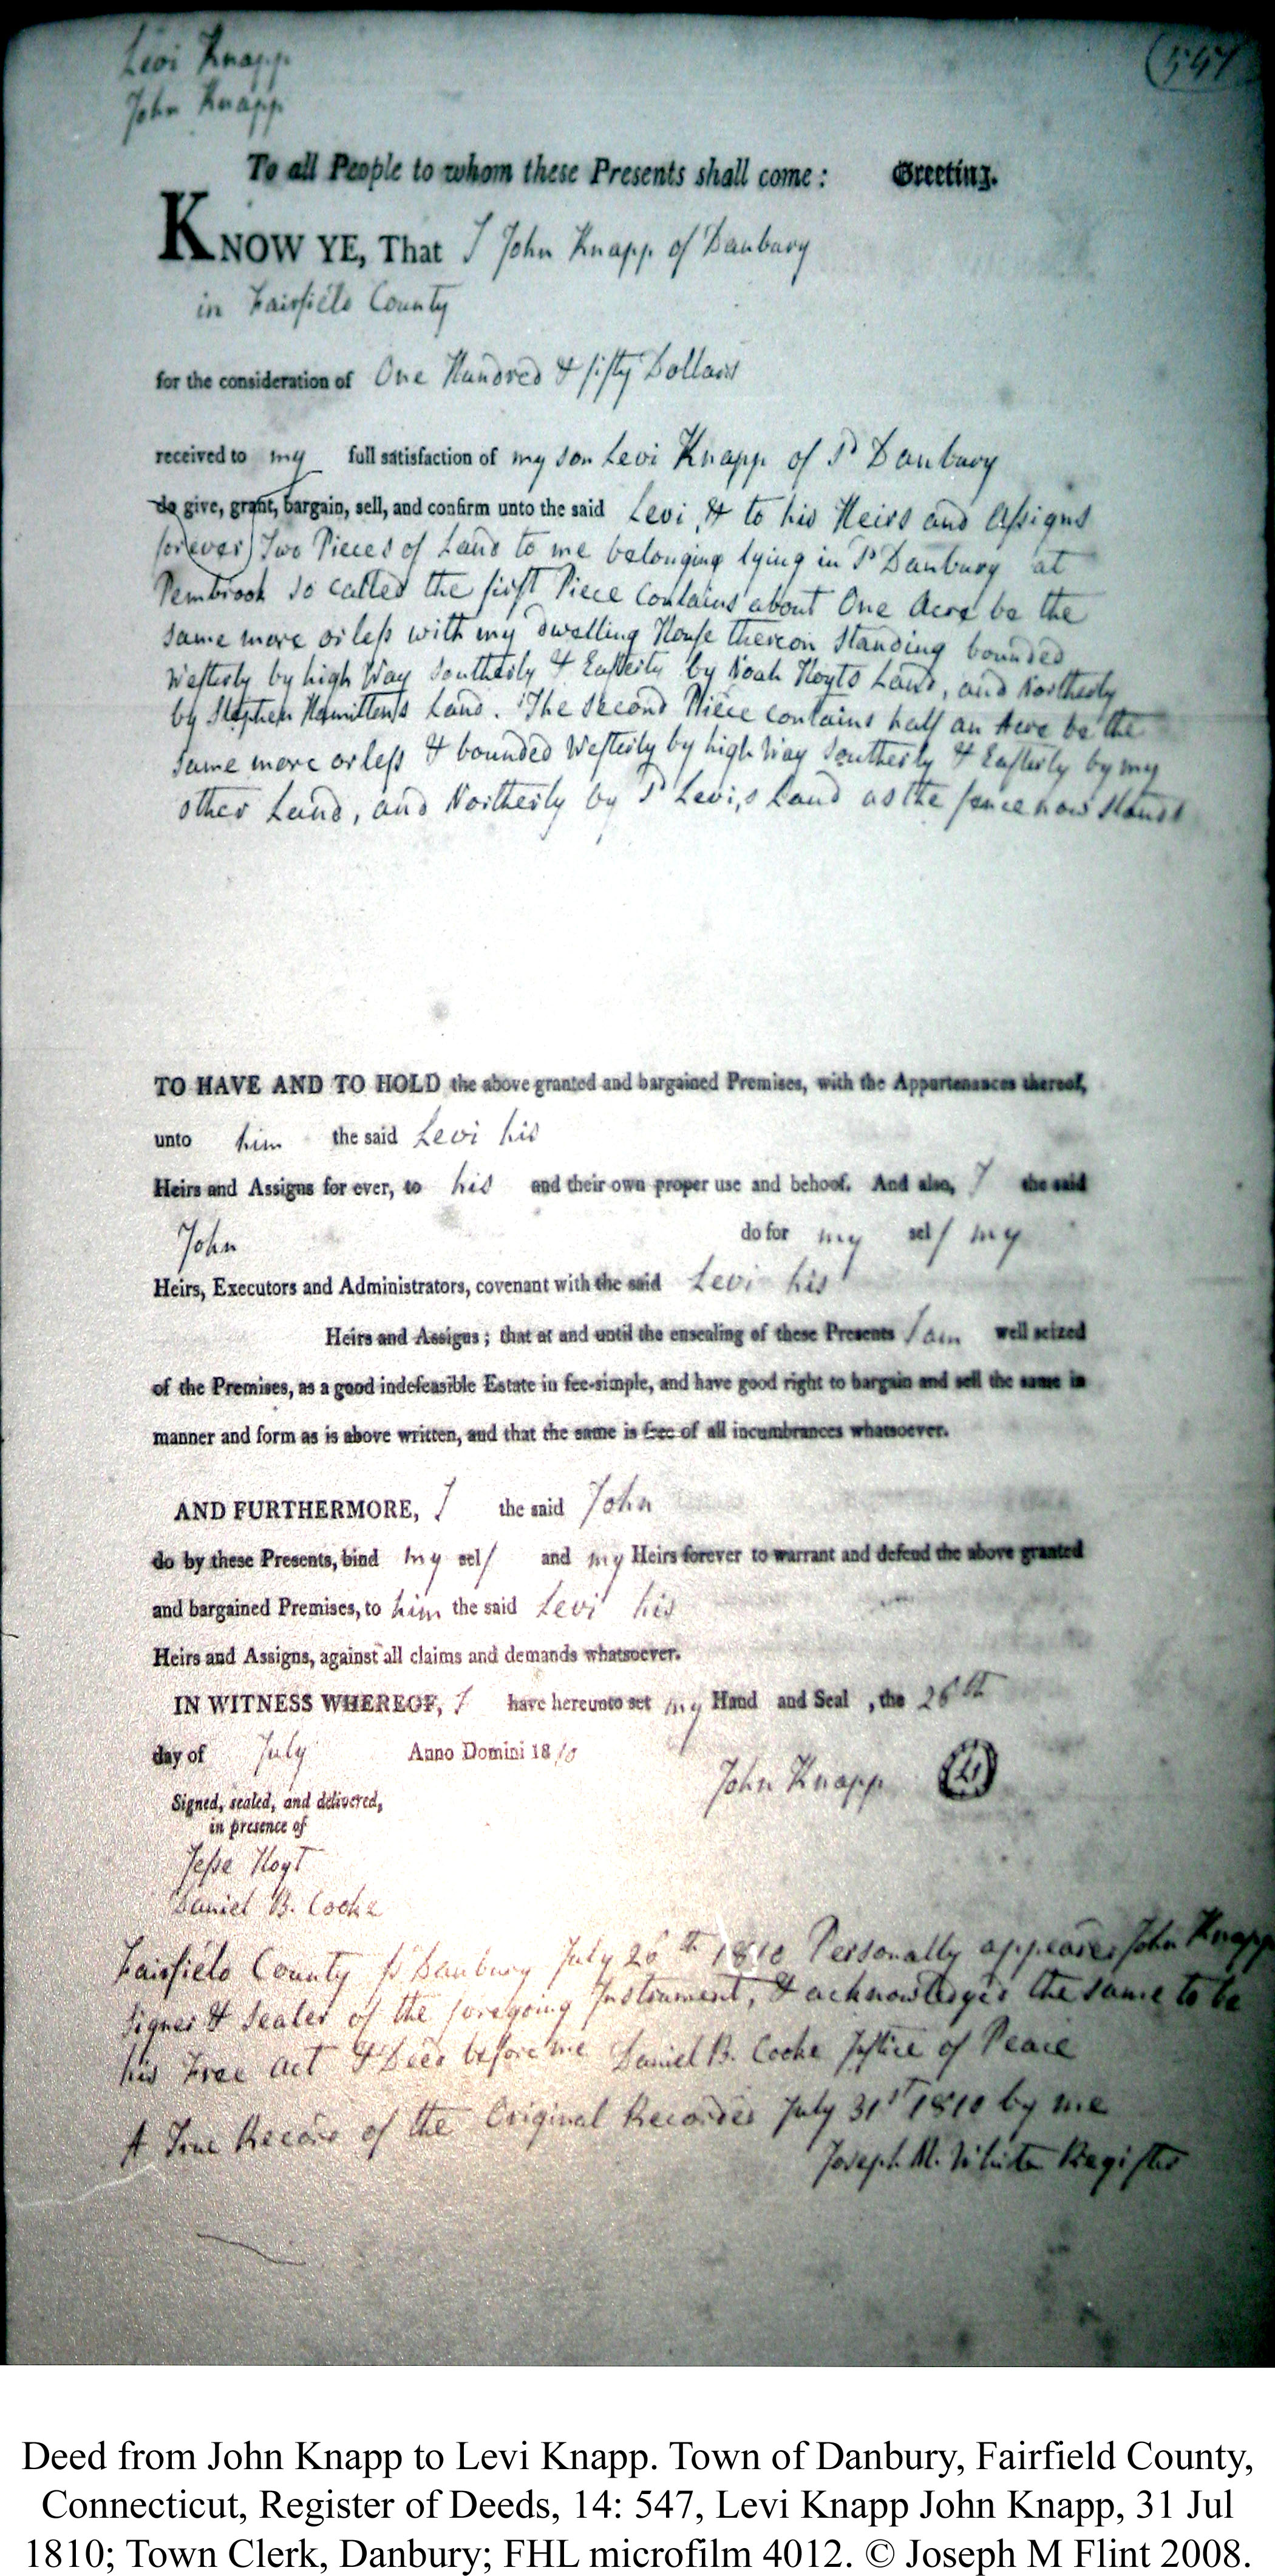 Levi Knapp
John Knapp
(547
To all People to whom these Presents shall come: Greeting.
KNOW YE, That I John Knapp of Danbury
in Fairfield County
for the consideration of One Hundred & fifty Dollars
received to my full satisfaction of my son Levi Knapp of Sd Danbury
do give, grant, bargain, sell, and confirm unto the said Levi & to his Heirs and Assigns
forever) Two Pieces of Land to me belonging lying in Sd Danbury at
Pembrook so called the first Piece contains about One Acre be the
same more or less with my dwelling House thereon standing bounded
Westerly by high Way Southerly & Easterly by Noah Hoyts Land, and Northerly
by Stephen Hamiltons Land. The second Piece contains half an Acre be the
same more or less & bounded Westerly by high Way Southerly & Easterly by my
other Land, and Northerly by Sd Levi,s Land as the fence now stands
TO HAVE AND TO HOLD the above granted and bargained Premises, with the Appurtenances thereof,
unto him the said Levi his
Heirs and Assigns for ever, to his and their own proper use and behoof. And also, I the said
John do for my self my
Heirs, Executors and Administrators, covenant with the said Levi his
Heirs and Assigns; that at and until the ensealing of these Presents I am well seized
of the Premises, as a good indefeasible Estate in fee-simple, and have good right to bargain and sell the same in
manner and form as is above written, and that the same is free of all incumbrances whatsoever.
AND FURTHERMORE, I the said John
do by these Presents, bind my self and my Heirs forever to warrant and defend the above granted
and bargained Premises, to him the said Levi his
Heirs and Assigns, against all claims and demands whatsoever.
IN WITNESS WHEREOF, I have hereunto set my Hand and Seal, the 26th
day of July Anno Domini 1810
John Knapp
Signed, sealed, and delivered,
in presence of
Jesse Hoyt
Daniel B. Cooke
Fairfield County ss Danbury July 26th 1810 Personally appeared John Knapp
signer & sealer of the foregoing Instrument, & acknowledged the same to be
his Free act & Deed before me Daniel B. Cooke Justice of Peace
A True Record of the Original Recorded July 31st 1810 by me
Joseph M. White Register
Deed from John Knapp to Levi Knapp. Town of Danbury, Fairfield County,
Connecticut, Register of Deeds, 14: 547, Levi Knapp John Knapp, 31 Jul
1810; Town Clerk, Danbury; FHL microfilm 4012. © Joseph M Flint 2008.